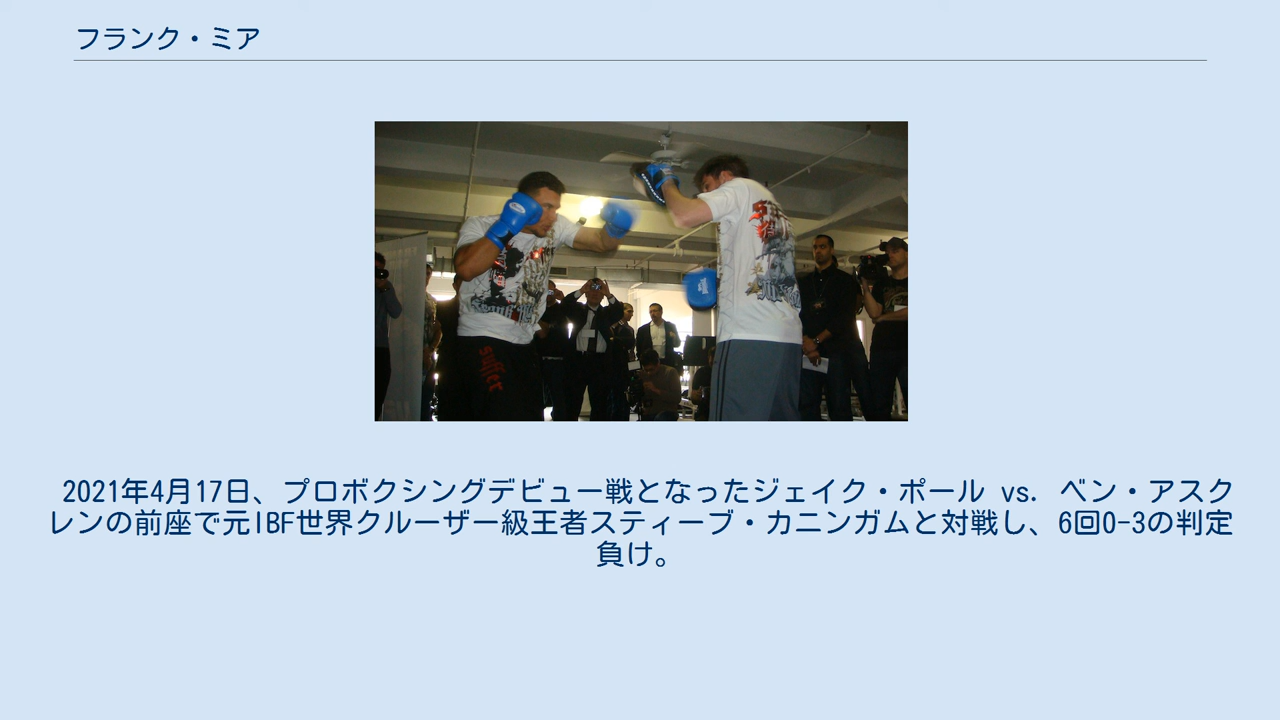 フランク・ミア
suffer
2021年4月17日、プロボクシングデビュー戦となったジェイク・ポール vs. ベン・アスク
レンの前座で元IBF世界クルーザー級王者スティーブ・カニンガムと対戦し、6回0-3の判定
負け。